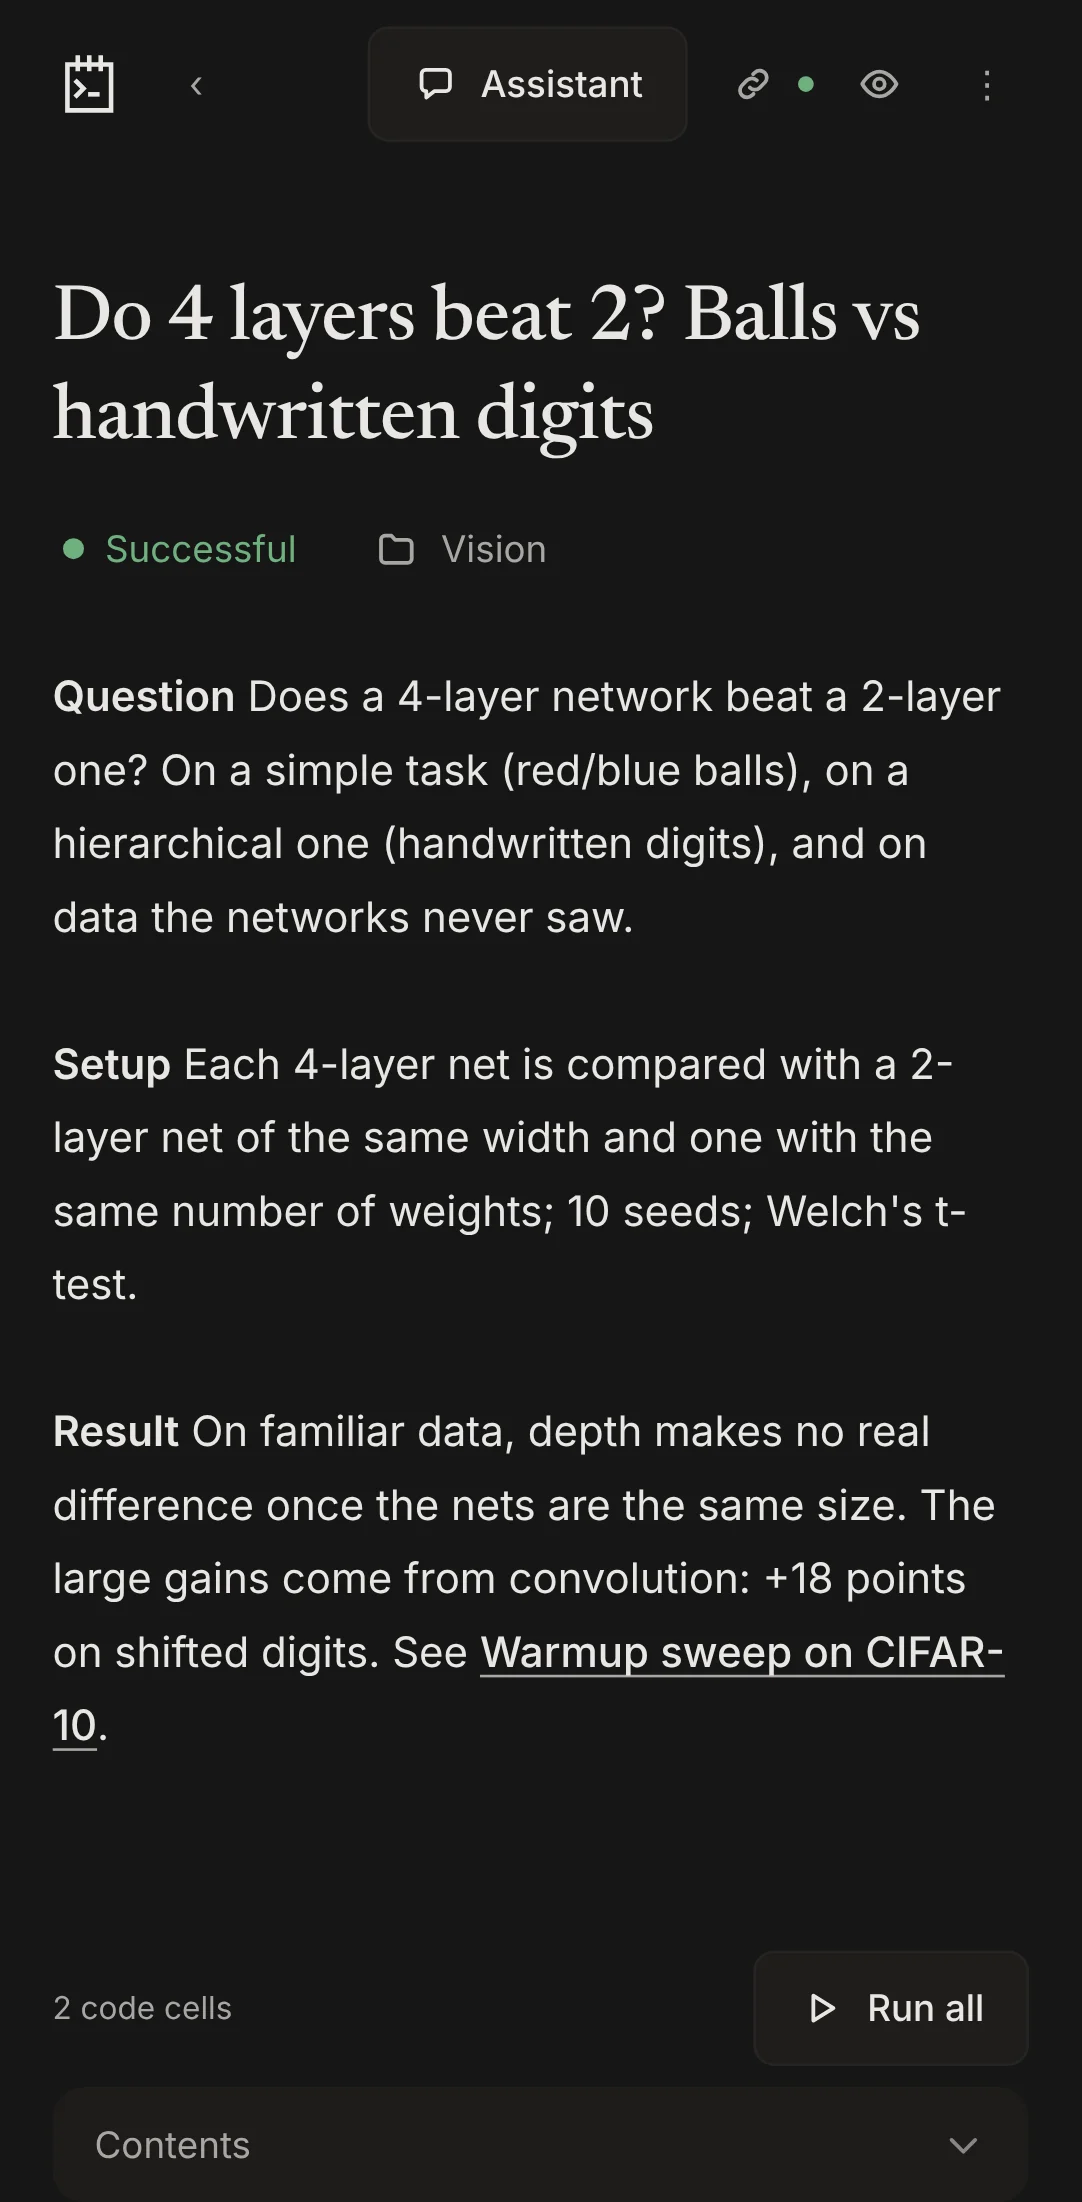 Assistant
Do 4 layers beat 2? Balls vs
handwritten digits
Successful
Vision
Question Does a 4-layer network beat a 2-layer
one? On a simple task (red/blue balls), on a
hierarchical one (handwritten digits), and on
data the networks never saw.
Setup Each 4-layer net is compared with a 2-
layer net of the same width and one with the
same number of weights; 10 seeds; Welch's t-
test.
Result On familiar data, depth makes no real
difference once the nets are the same size. The
large gains come from convolution: +18 points
on shifted digits. See Warmup sweep on CIFAR-
10.
2 code cells
Run all
Contents